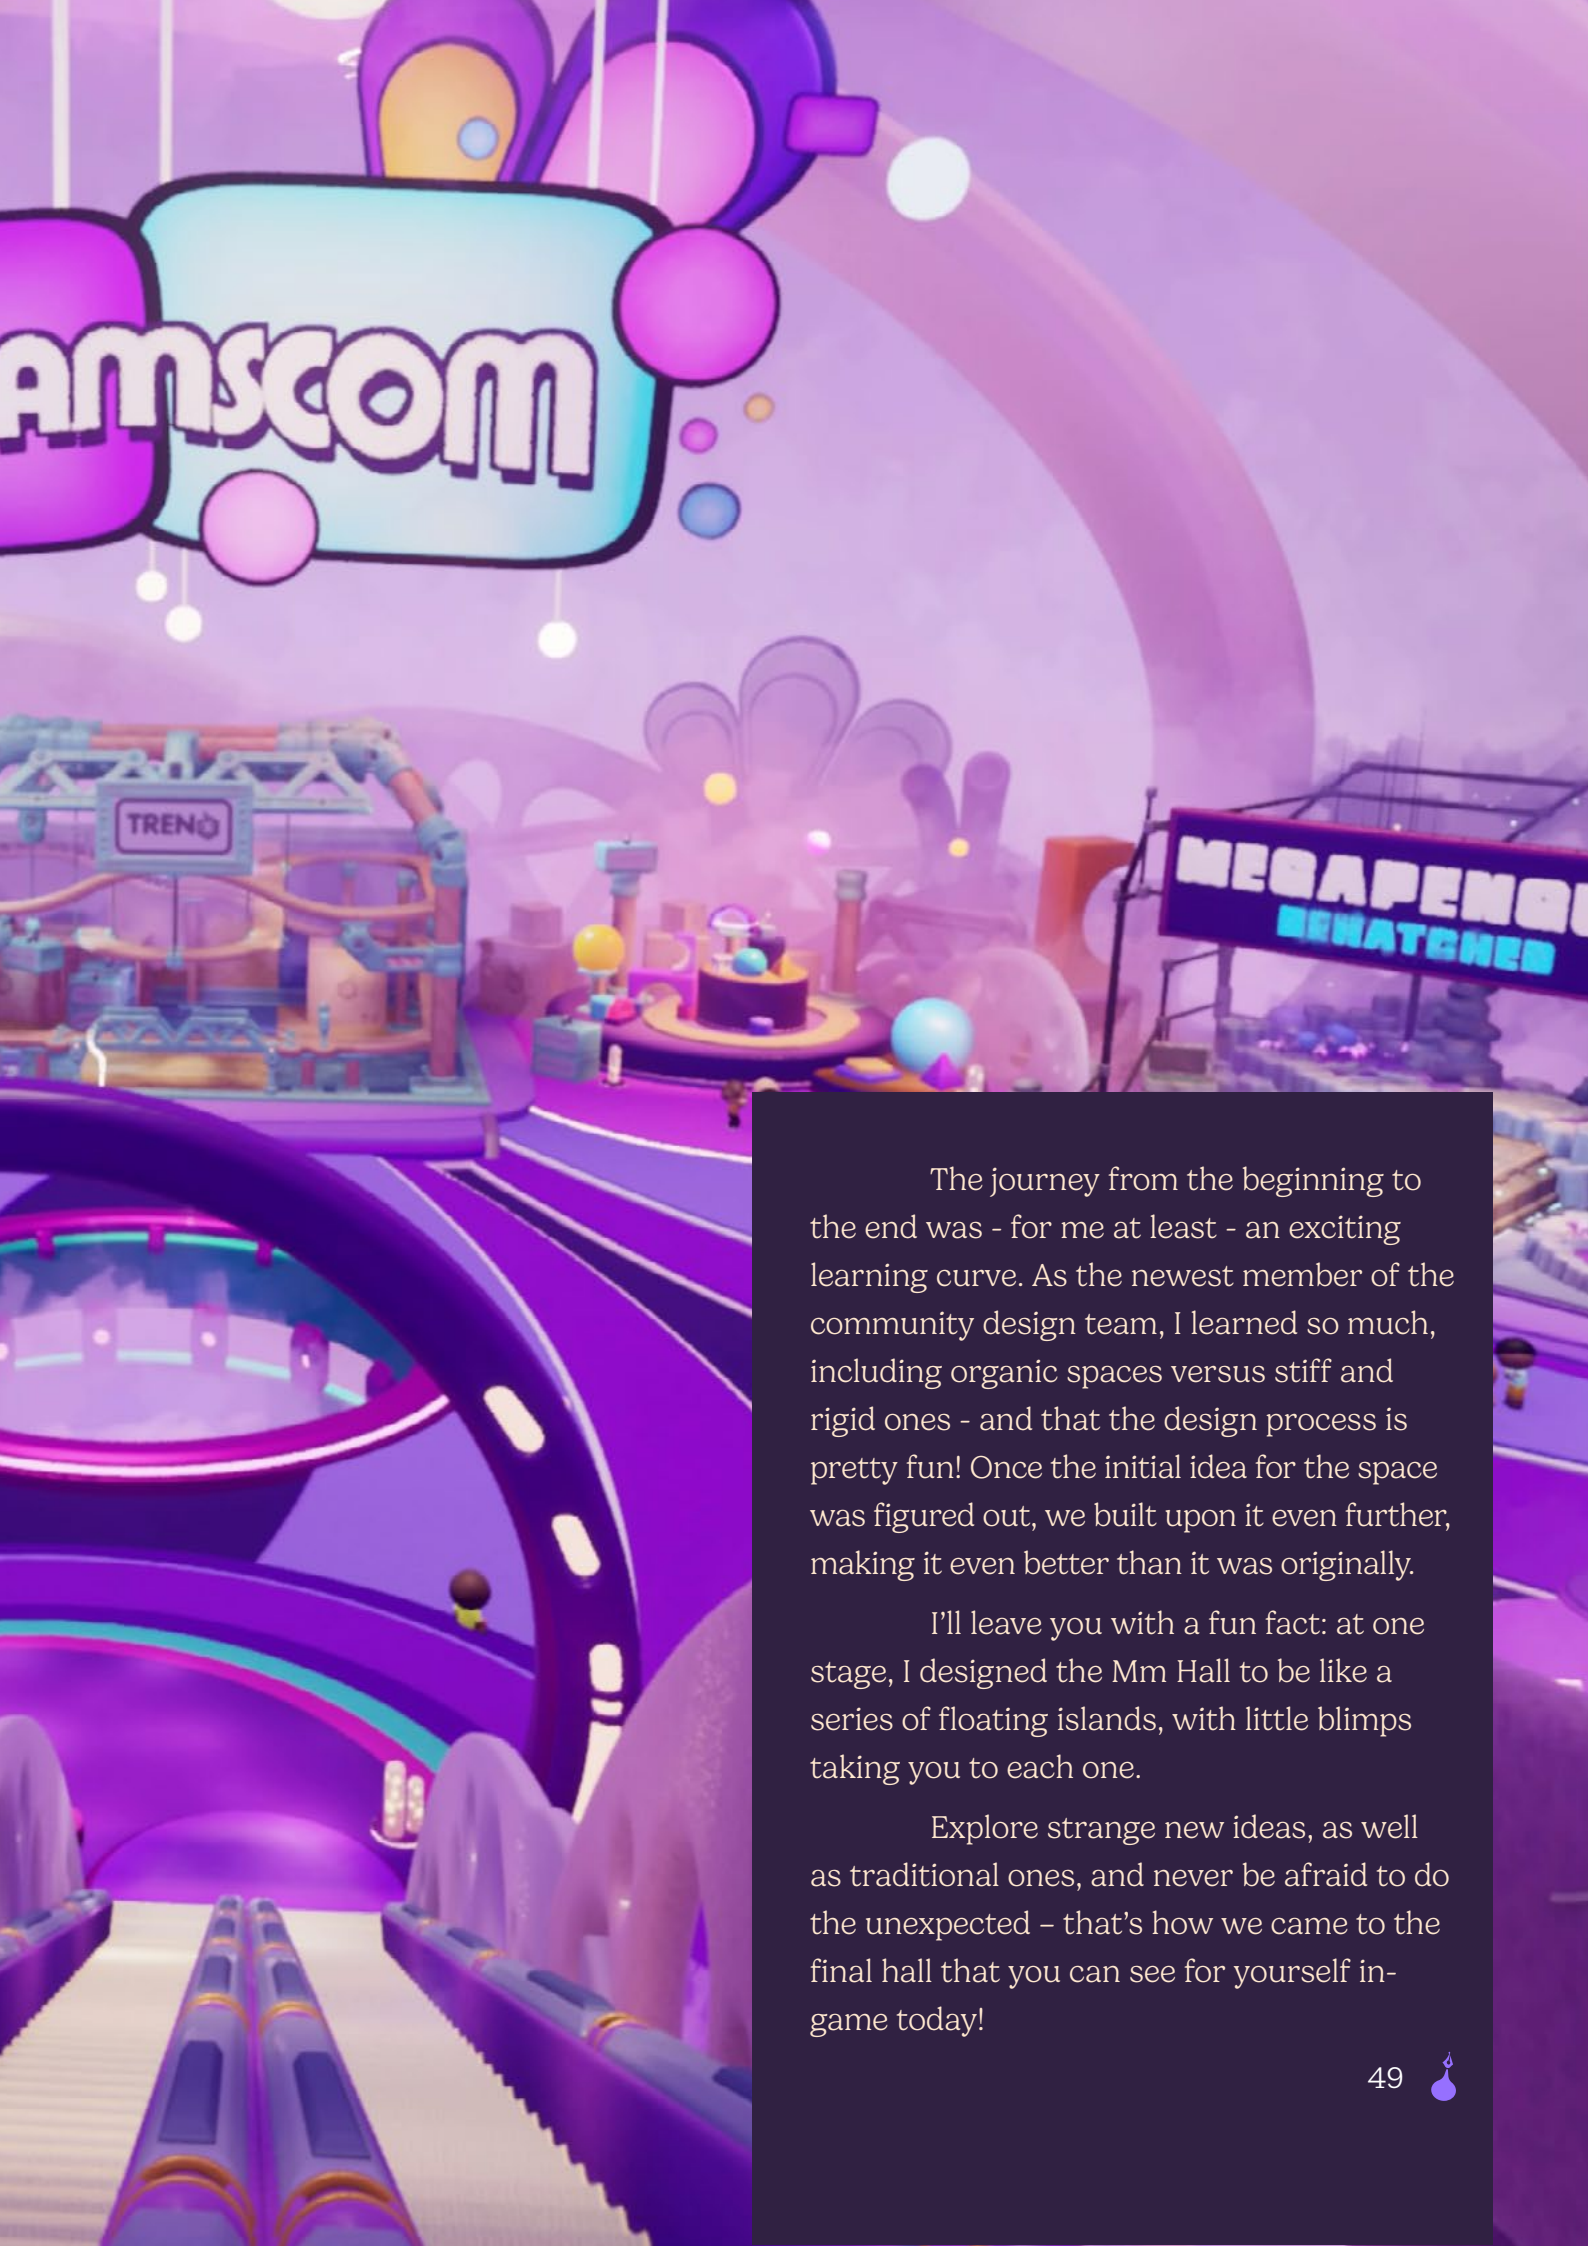 AMSCOM
TREN
MEGAPENGU
REHATCHED
The journey from the beginning to
the end was - for me at least - an exciting
learning curve. As the newest member of the
community design team, I learned so much,
including organic spaces versus stiff and
rigid ones - and that the design process is
pretty fun! Once the initial idea for the space
was figured out, we built upon it even further,
making it even better than it was originally.
I’ll leave you with a fun fact: at one
stage, I designed the Mm Hall to be like a
series of floating islands, with little blimps
taking you to each one.
Explore strange new ideas, as well
as traditional ones, and never be afraid to do
the unexpected – that’s how we came to the
final hall that you can see for yourself in-
game today!
49